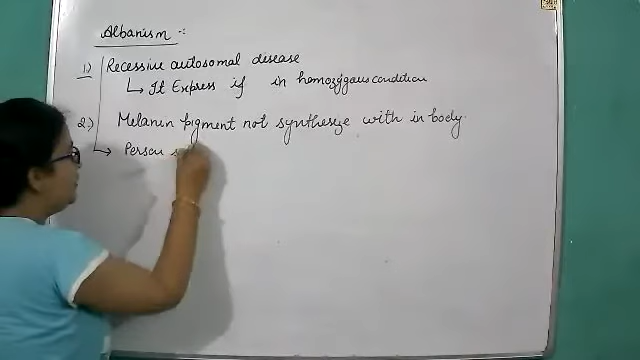 Albanism :-
1) Recessive autosomal disease
↳ It Express if in homozygous condition
2) Melanin pigment not synthesize with in body.
→ Person s